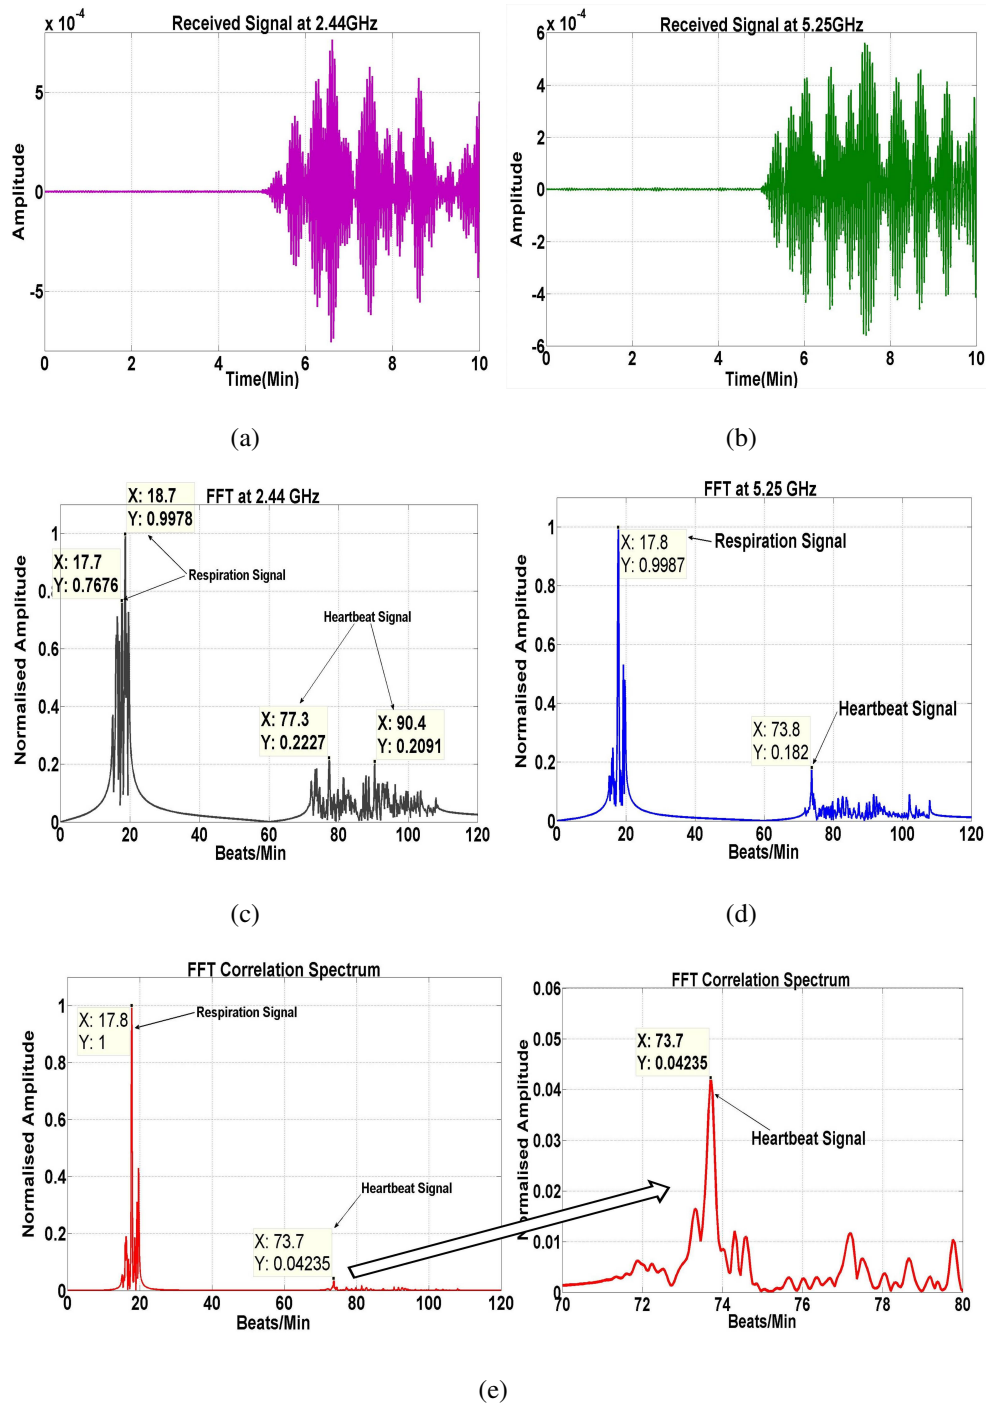 x 10⁻⁴ Received Signal at 2.44GHz
5
0
-5
Amplitude
0 2 4 6 8 10
Time(Min)
(a)
x 10⁻⁴ Received Signal at 5.25GHz
6
4
2
0
-2
-4
-6
Amplitude
0 2 4 6 8 10
Time(Min)
(b)
FFT at 2.44 GHz
X: 18.7
Y: 0.9978
X: 17.7
Y: 0.7676
Respiration Signal
Heartbeat Signal
X: 77.3
Y: 0.2227
X: 90.4
Y: 0.2091
1
0.8
0.6
0.4
0.2
0
Normalised Amplitude
0 20 40 60 80 100 120
Beats/Min
(c)
FFT at 5.25 GHz
X: 17.8
Y: 0.9987
Respiration Signal
Heartbeat Signal
X: 73.8
Y: 0.182
1
0.8
0.6
0.4
0.2
0
Normalised Amplitude
0 20 40 60 80 100 120
Beats/Min
(d)
FFT Correlation Spectrum
X: 17.8
Y: 1
Respiration Signal
Heartbeat Signal
X: 73.7
Y: 0.04235
1
0.8
0.6
0.4
0.2
0
Normalised Amplitude
0 20 40 60 80 100 120
Beats/Min
FFT Correlation Spectrum
X: 73.7
Y: 0.04235
Heartbeat Signal
0.06
0.05
0.04
0.03
0.02
0.01
0
Normalised Amplitude
70 72 74 76 78 80
Beats/Min
(e)